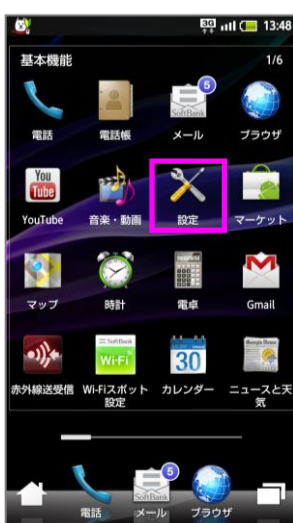 3G 13:48
基本機能 1/6
5
SoftBank
電話 電話帳 メール ブラウザ
You
Tube
YouTube 音楽・動画 設定 マーケット
マップ 時計 電卓 Gmail
SoftBank
Wi-Fi 30
赤外線送受信 Wi-Fiスポット カレンダー ニュースと天
設定 気
5
SoftBank
電話 メール ブラウザ